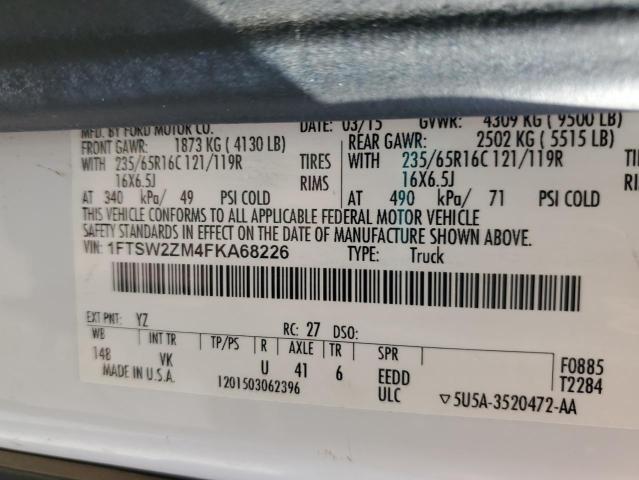 MFD. BY FORD MOTOR CO. DATE: 03/15 GVWR: 4309 KG ( 9500 LB)
FRONT GAWR: 1873 KG ( 4130 LB) REAR GAWR: 2502 KG ( 5515 LB)
WITH 235/65R16C 121/119R TIRES WITH 235/65R16C 121/119R
16X6.5J RIMS 16X6.5J
AT 340 kPa/ 49 PSI COLD AT 490 kPa/ 71 PSI COLD
THIS VEHICLE CONFORMS TO ALL APPLICABLE FEDERAL MOTOR VEHICLE
SAFETY STANDARDS IN EFFECT ON THE DATE OF MANUFACTURE SHOWN ABOVE.
VIN: 1FTSW2ZM4FKA68226 TYPE: Truck
EXT PNT: YZ RC: 27 DSO:
WB INT TR TP/PS R AXLE TR SPR
148 VK U 41 6 EEDD F0885
MADE IN U.S.A. 1201503062396 ULC ▽5U5A-3520472-AA T2284